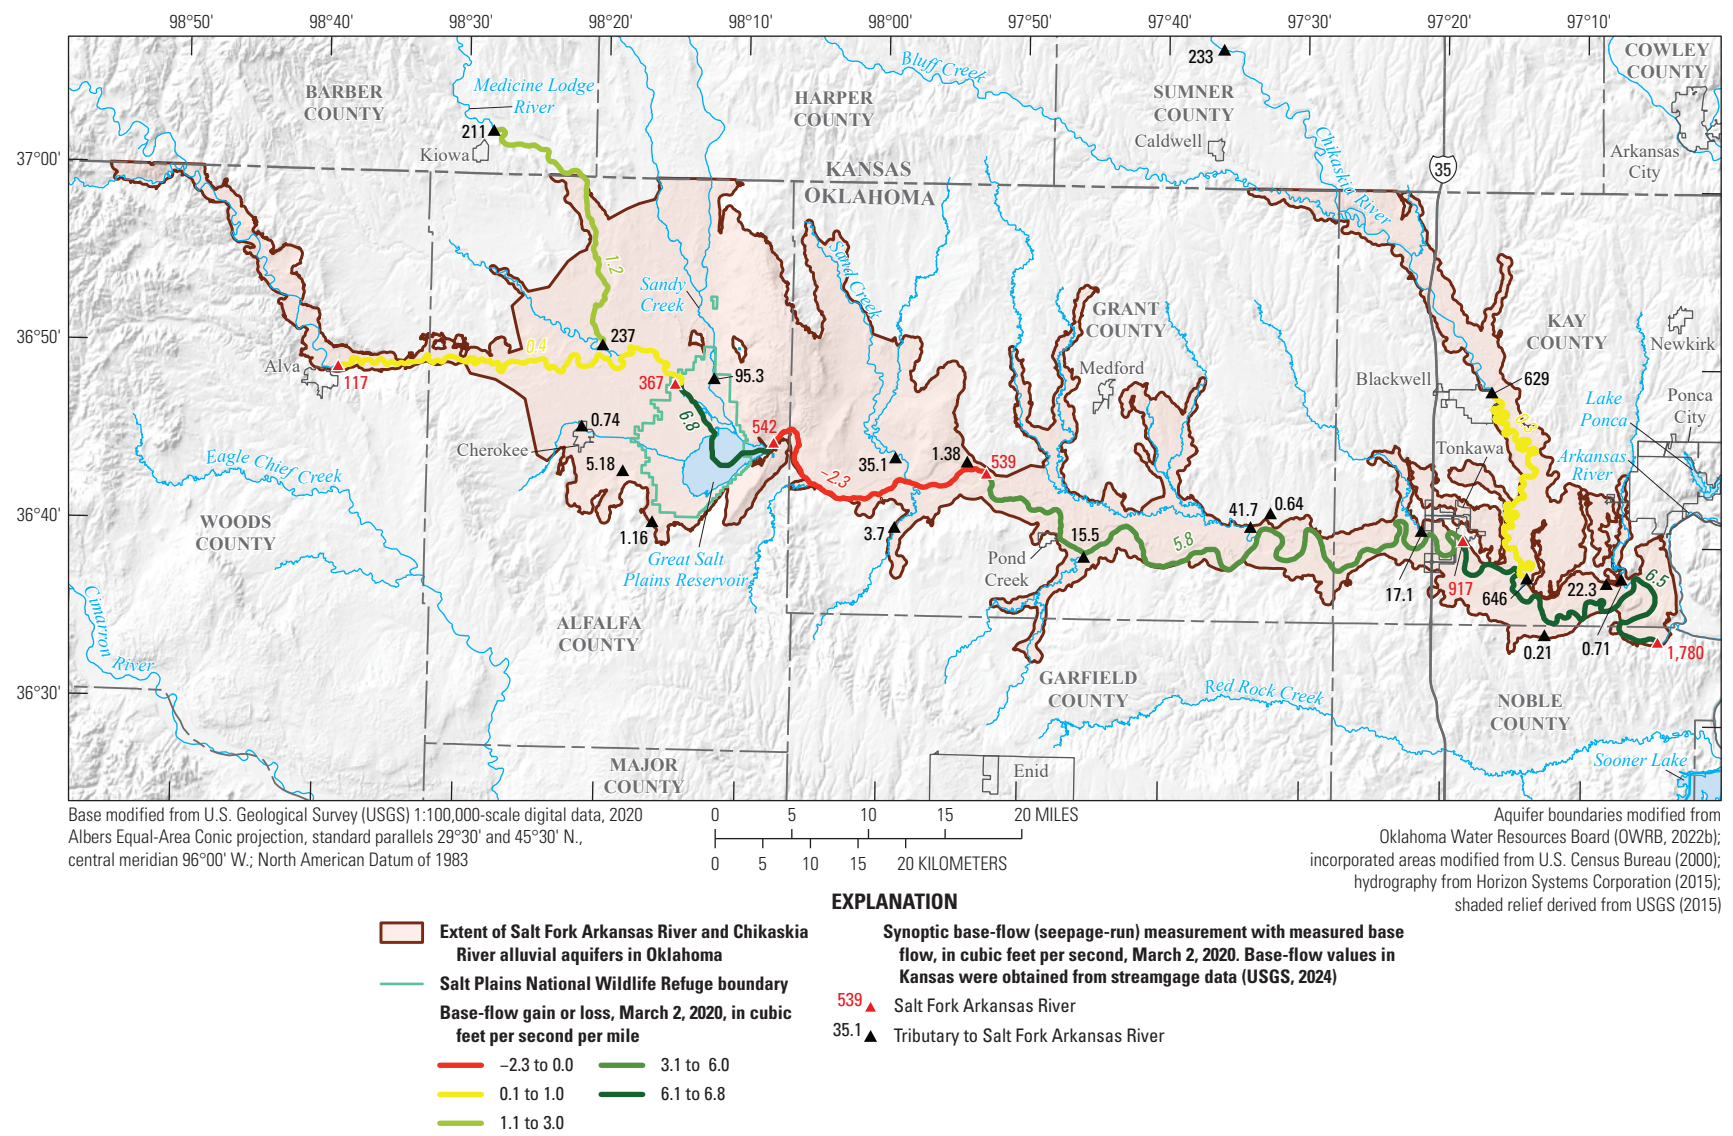 98°50'
98°40'
98°30'
98°20'
98°10'
98°00'
97°50'
97°40'
97°30'
97°20'
97°10'
37°00'
36°50'
36°40'
36°30'
BARBER
COUNTY
Medicine Lodge
River
211
Kiowa
HARPER
COUNTY
Bluff Creek
233
SUMNER
COUNTY
Caldwell
Chikaskia River
COWLEY
COUNTY
Arkansas
City
35
KANSAS
OKLAHOMA
1.2
Sandy
Creek
Sand Creek
GRANT
COUNTY
Medford
KAY
COUNTY
Newkirk
Alva
117
0.4
237
367
95.3
6.8
542
0.74
Cherokee
5.18
1.16
Great Salt
Plains Reservoir
–2.3
35.1
3.7
1.38
539
Pond
Creek
15.5
5.8
41.7
0.64
Blackwell
629
0.3
Lake
Ponca
Ponca
City
Tonkawa
Arkansas
River
17.1
917
646
22.3
6.5
0.21
0.71
1,780
Eagle Chief Creek
WOODS
COUNTY
Cimarron
River
ALFALFA
COUNTY
MAJOR
COUNTY
GARFIELD
COUNTY
Red Rock Creek
NOBLE
COUNTY
Enid
Sooner Lake
Base modified from U.S. Geological Survey (USGS) 1:100,000-scale digital data, 2020
Albers Equal-Area Conic projection, standard parallels 29°30' and 45°30' N.,
central meridian 96°00' W.; North American Datum of 1983
0 5 10 15 20 MILES
0 5 10 15 20 KILOMETERS
Aquifer boundaries modified from
Oklahoma Water Resources Board (OWRB, 2022b);
incorporated areas modified from U.S. Census Bureau (2000);
hydrography from Horizon Systems Corporation (2015);
shaded relief derived from USGS (2015)
EXPLANATION
Extent of Salt Fork Arkansas River and Chikaskia
River alluvial aquifers in Oklahoma
Salt Plains National Wildlife Refuge boundary
Base-flow gain or loss, March 2, 2020, in cubic
feet per second per mile
–2.3 to 0.0
0.1 to 1.0
1.1 to 3.0
3.1 to 6.0
6.1 to 6.8
Synoptic base-flow (seepage-run) measurement with measured base
flow, in cubic feet per second, March 2, 2020. Base-flow values in
Kansas were obtained from streamgage data (USGS, 2024)
539 Salt Fork Arkansas River
35.1 Tributary to Salt Fork Arkansas River